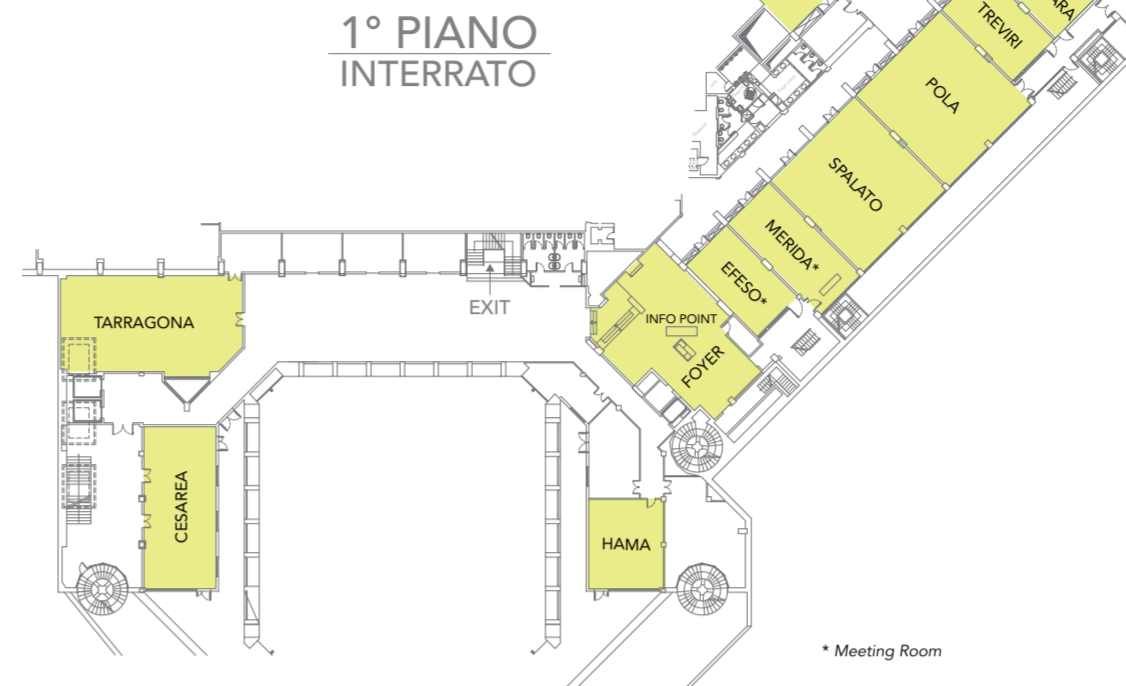 1° PIANO
INTERRATO
TREVIRI
POLA
SPALATO
MERIDA*
EFESO*
INFO POINT
FOYER
EXIT
TARRAGONA
CESAREA
HAMA
* Meeting Room